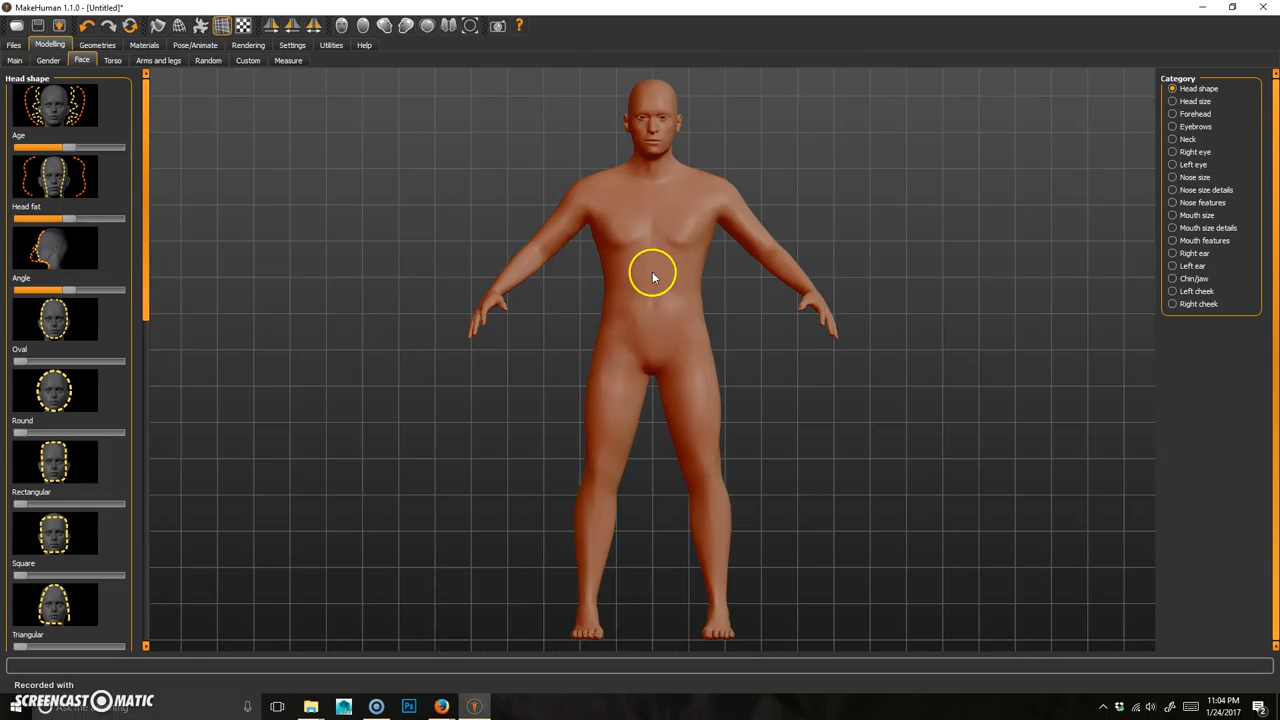 MakeHuman 1.1.0 - [Untitled]*
Files Modelling Geometries Materials Pose/Animate Rendering Settings Utilities Help
Main Gender Face Torso Arms and legs Random Custom Measure
Head shape
Age
Head fat
Angle
Oval
Round
Rectangular
Square
Triangular
Category
Head shape
Head size
Forehead
Eyebrows
Neck
Right eye
Left eye
Nose size
Nose size details
Nose features
Mouth size
Mouth size details
Mouth features
Right ear
Left ear
Chin/jaw
Left cheek
Right cheek
Recorded with
SCREENCAST-O-MATIC
11:04 PM
1/24/2017
2